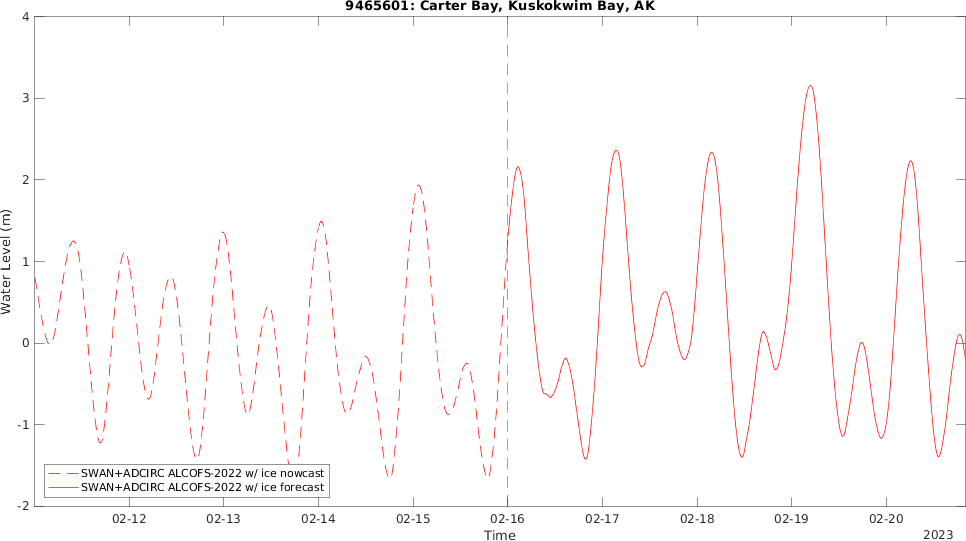 9465601: Carter Bay, Kuskokwim Bay, AK
4
3
2
1
0
-1
-2
Water Level (m)
SWAN+ADCIRC ALCOFS-2022 w/ ice nowcast
SWAN+ADCIRC ALCOFS-2022 w/ ice forecast
02-12 02-13 02-14 02-15 02-16 02-17 02-18 02-19 02-20
Time
2023